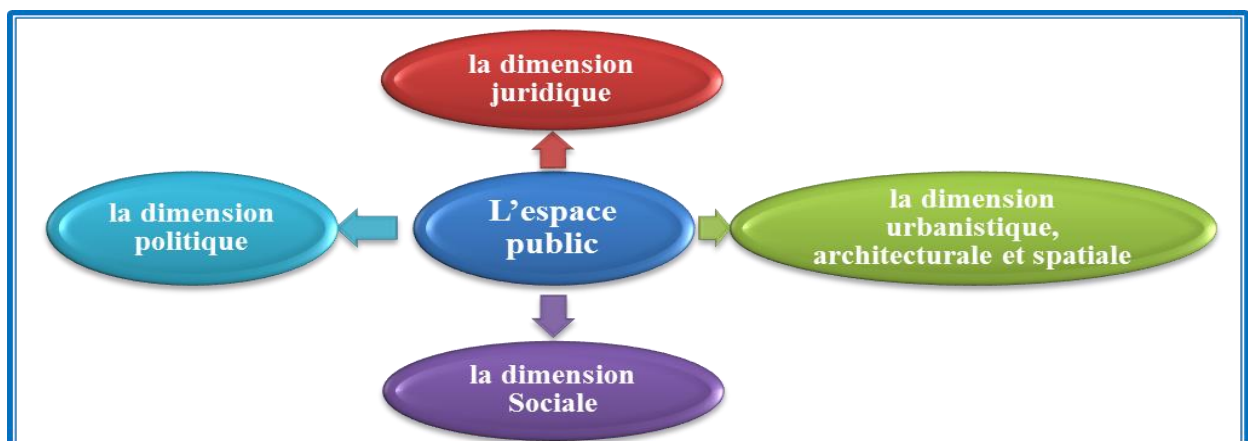 la dimension
juridique
la dimension
politique
L’espace
public
la dimension
urbanistique,
architecturale et spatiale
la dimension
Sociale